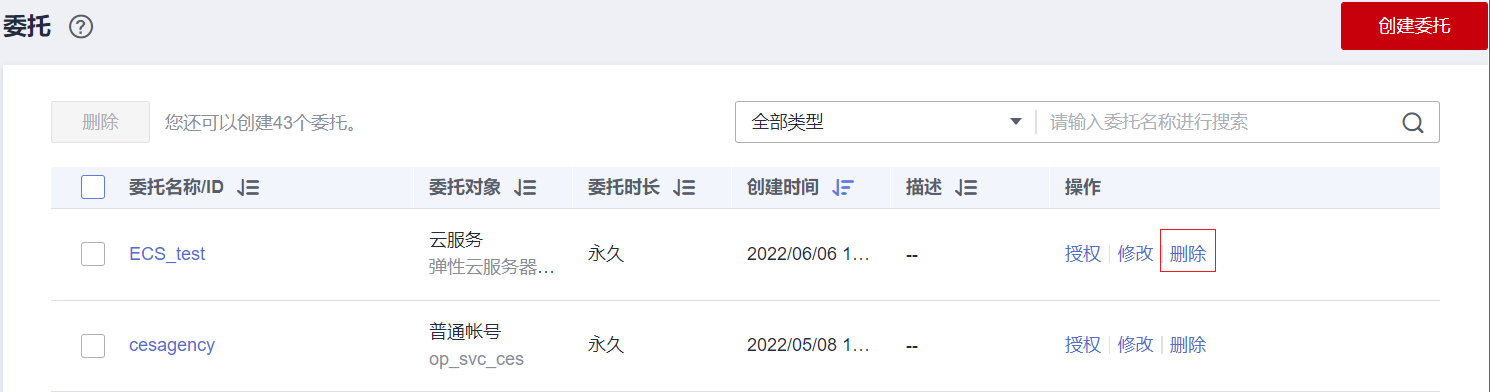 委托 ?
创建委托
删除 您还可以创建43个委托。 全部类型 请输入委托名称进行搜索
委托名称/ID 委托对象 委托时长 创建时间 描述 操作
ECS_test 云服务 永久 2022/06/06 1... -- 授权 修改 删除
弹性云服务器...
cesagency 普通帐号 永久 2022/05/08 1... -- 授权 修改 删除
op_svc_ces